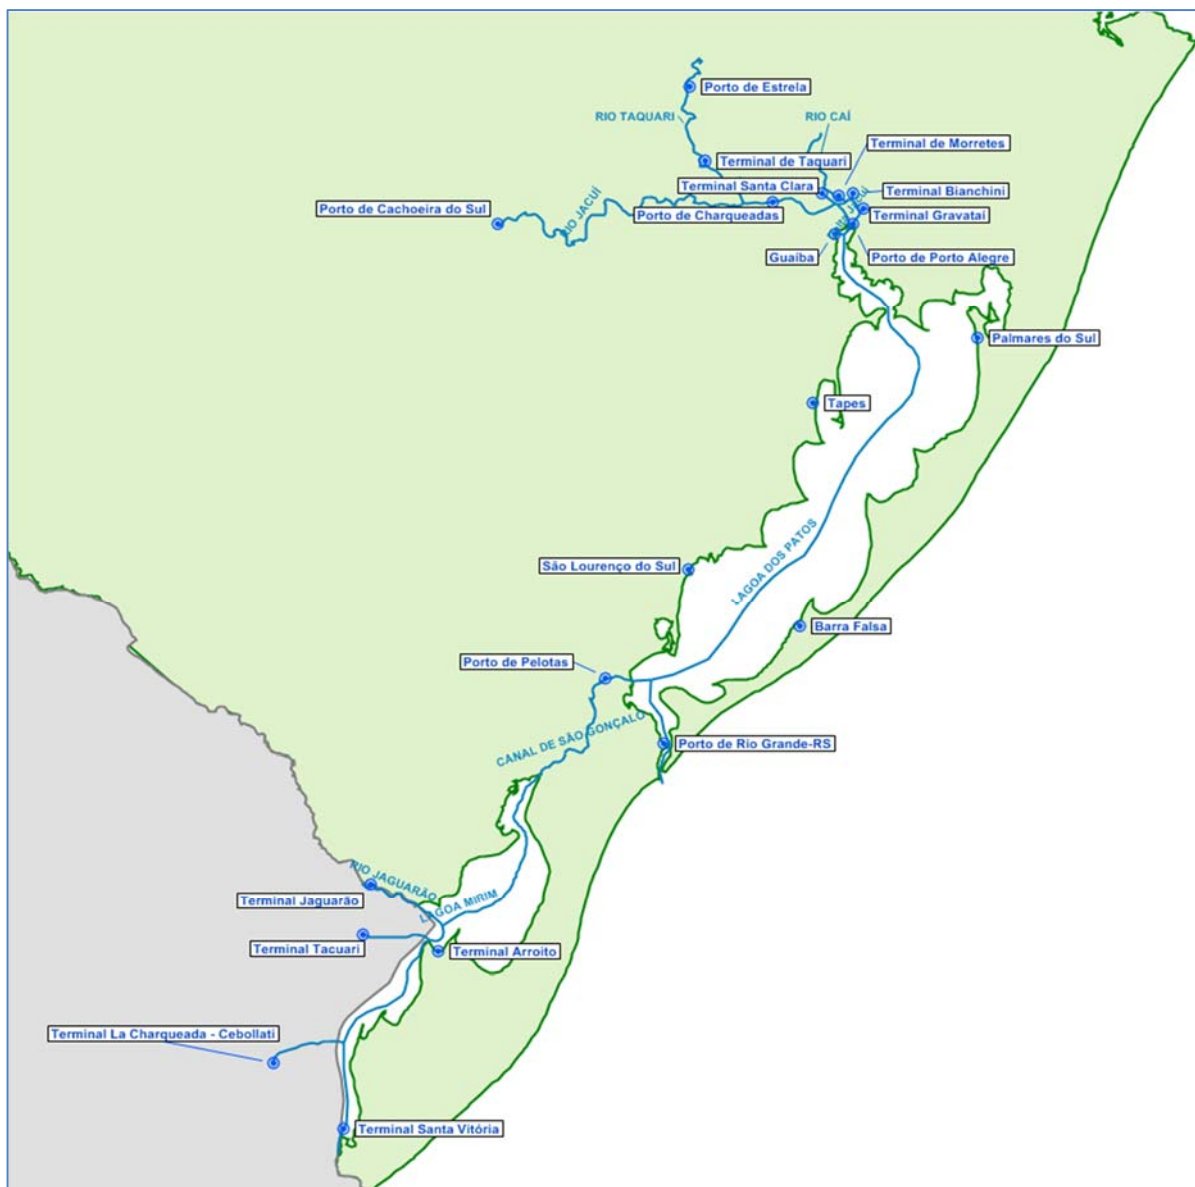 Porto de Estrela
RIO TAQUARI
RIO CAÍ
Terminal de Morretes
Terminal de Taquari
Terminal Santa Clara
Terminal Bianchini
Porto de Cachoeira do Sul
RIO JACUÍ
Porto de Charqueadas
Terminal Gravataí
Guaíba
Porto de Porto Alegre
Palmares do Sul
Tapes
LAGOA DOS PATOS
São Lourenço do Sul
Barra Falsa
Porto de Pelotas
CANAL DE SÃO GONÇALO
Porto de Rio Grande-RS
RIO JAGUARÃO
Terminal Jaguarão
LAGOA MIRIM
Terminal Tacuari
Terminal Arroito
Terminal La Charqueada - Cebollati
Terminal Santa Vitória